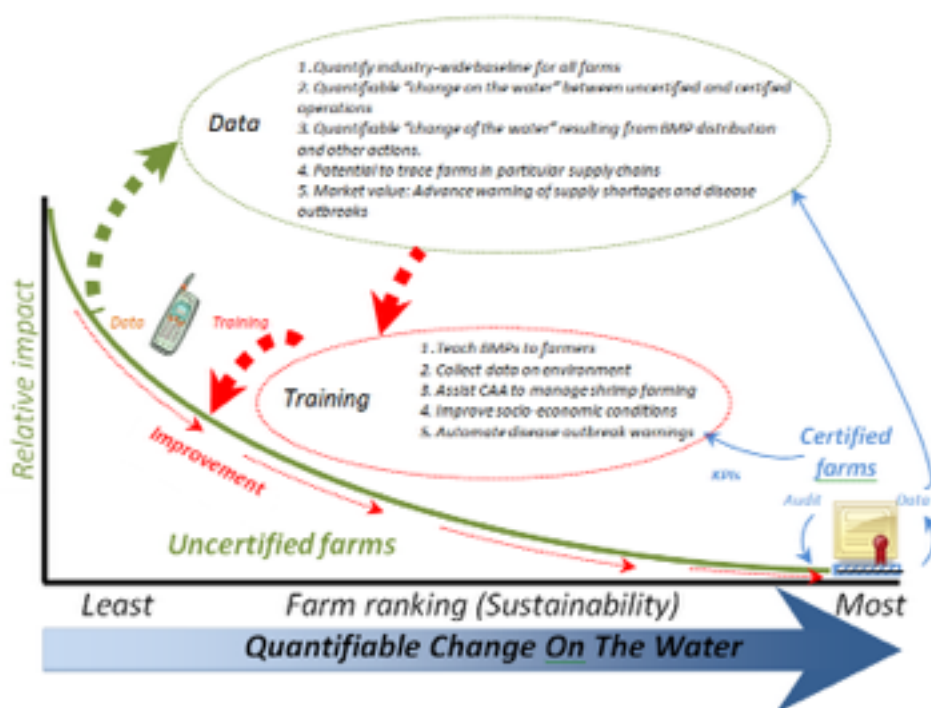 1. Quantify industry-wide baseline for all farms
2. Quantifiable "change on the water" between uncertified and certified
operations
Data
3. Quantifiable "change of the water" resulting from BMP distribution
and other actions.
4. Potential to trace farms in particular supply chains
5. Market value: Advance warning of supply shortages and disease
outbreaks
Relative impact
Data
Training
1. Teach BMPs to farmers
2. Collect data on environment
Training
3. Assist CAA to manage shrimp farming
4. Improve socio-economic conditions
5. Automate disease outbreak warnings
Improvement
Certified
farms
KPIs
Audit
Data
Uncertified farms
Least
Farm ranking (Sustainability)
Most
Quantifiable Change On The Water